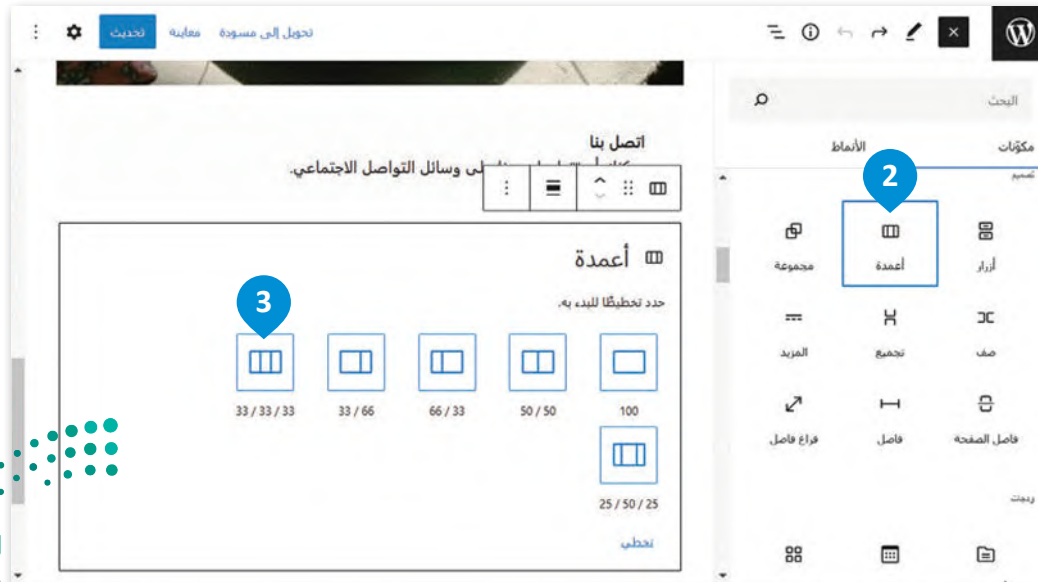 تحويل إلى مسودة معاينة تحديث
البحث
مكوّنات الأنماط
تصميم
2
أزرار أعمدة مجموعة
صف تجميع المزيد
فاصل الصفحة فاصل فراغ فاصل
ودجت
اتصل بنا
لى وسائل التواصل الاجتماعي.
أعمدة
حدد تخطيطًا للبدء به.
3
100 50 / 50 66 / 33 33 / 66 33 / 33 / 33
25 / 50 / 25
تخطي